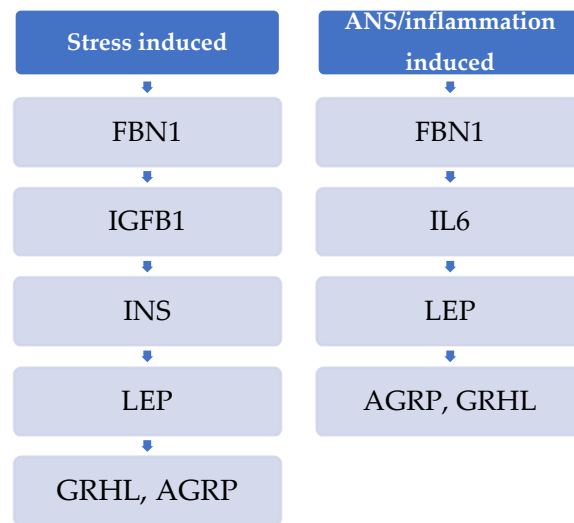 Stress induced
FBN1
IGFB1
INS
LEP
GRHL, AGRP
ANS/inflammation
induced
FBN1
IL6
LEP
AGRP, GRHL